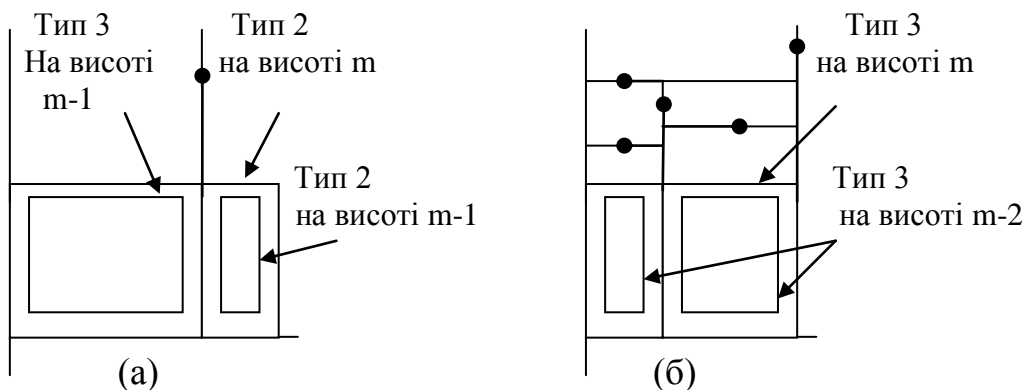 Тип 3
На висоті
m-1
Тип 2
на висоті m
Тип 2
на висоті m-1
(а)
Тип 3
на висоті m
Тип 3
на висоті m-2
(б)